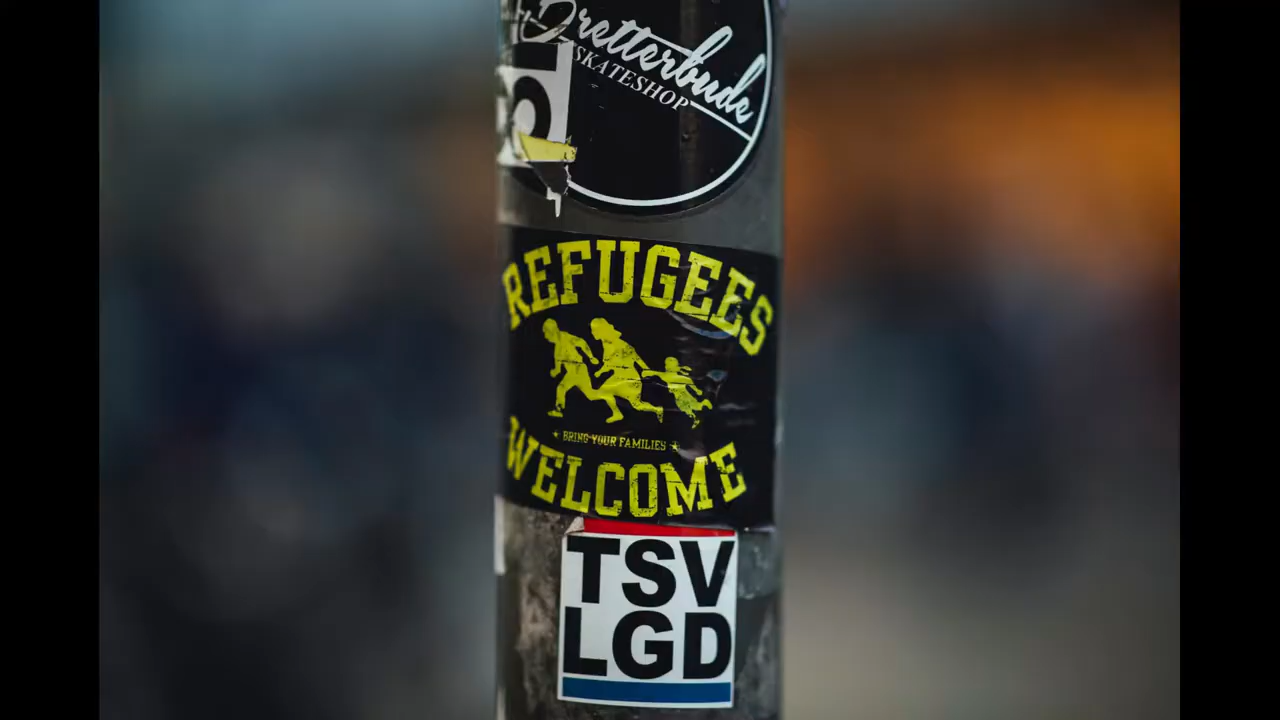 Bretterbude
SKATESHOP
REFUGEES
★ BRING YOUR FAMILIES ★
WELCOME
TSV
LGD